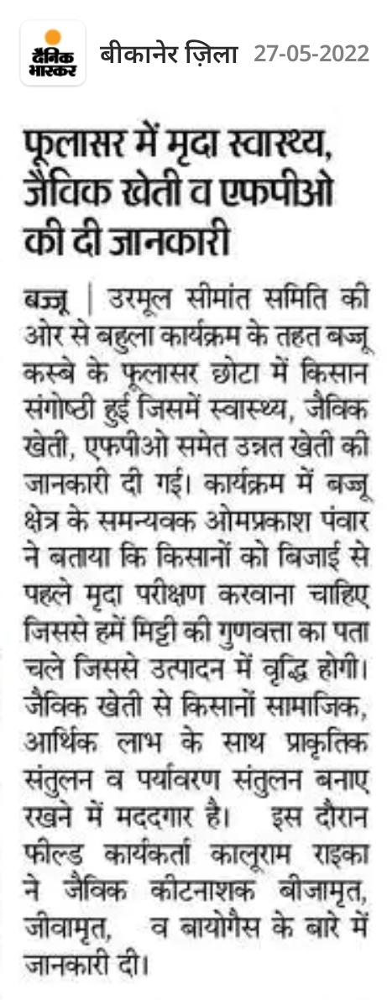 दैनिक
भास्कर
बीकानेर ज़िला 27-05-2022
फूलासर में मृदा स्वास्थ्य,
जैविक खेती व एफपीओ
की दी जानकारी
बज्जू | उरमूल सीमांत समिति की
ओर से बहुला कार्यक्रम के तहत बज्जू
कस्बे के फूलासर छोटा में किसान
संगोष्ठी हुई जिसमें स्वास्थ्य, जैविक
खेती, एफपीओ समेत उन्नत खेती की
जानकारी दी गई। कार्यक्रम में बज्जू
क्षेत्र के समन्यवक ओमप्रकाश पंवार
ने बताया कि किसानों को बिजाई से
पहले मृदा परीक्षण करवाना चाहिए
जिससे हमें मिट्टी की गुणवत्ता का पता
चले जिससे उत्पादन में वृद्धि होगी।
जैविक खेती से किसानों सामाजिक,
आर्थिक लाभ के साथ प्राकृतिक
संतुलन व पर्यावरण संतुलन बनाए
रखने में मददगार है। इस दौरान
फील्ड कार्यकर्ता कालूराम राइका
ने जैविक कीटनाशक बीजामृत,
जीवामृत, व बायोगैस के बारे में
जानकारी दी।